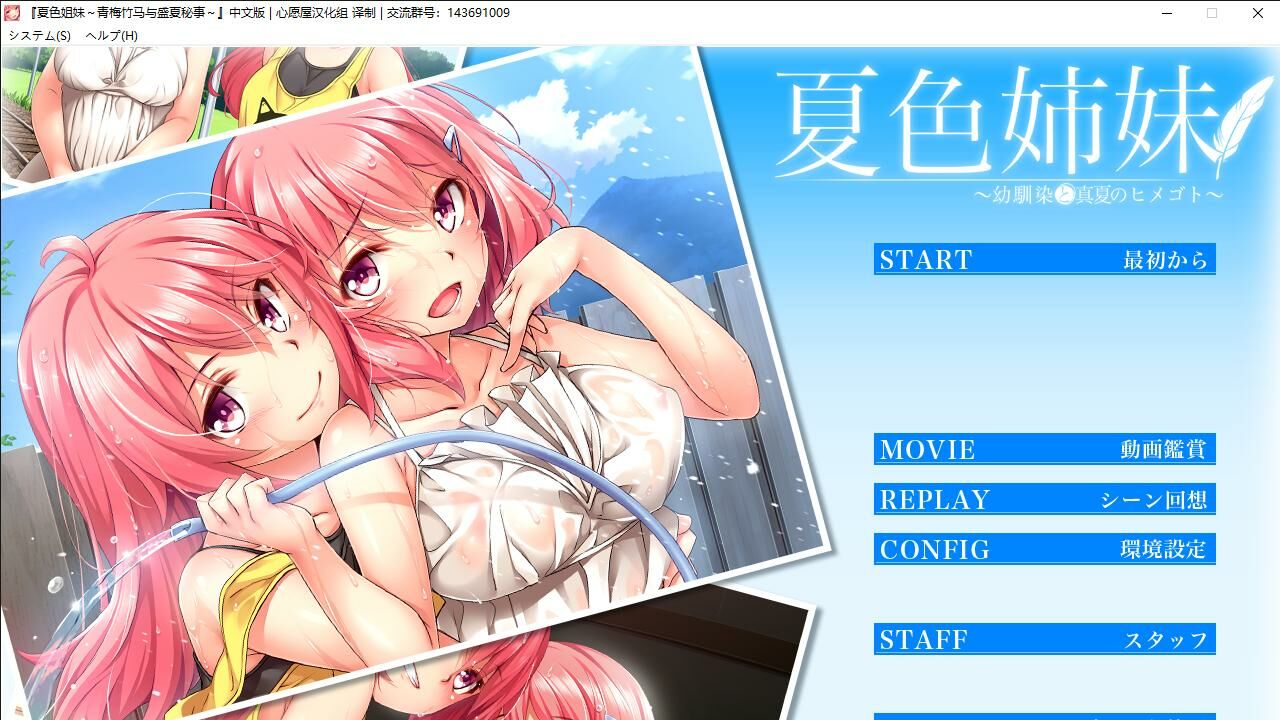 『夏色姐妹～青梅竹马与盛夏秘事～』中文版 | 心愿屋汉化组 译制 | 交流群号：143691009
システム(S) ヘルプ(H)
夏色姉妹
～幼馴染と真夏のヒメゴト～
START 最初から
MOVIE 動画鑑賞
REPLAY シーン回想
CONFIG 環境設定
STAFF スタッフ